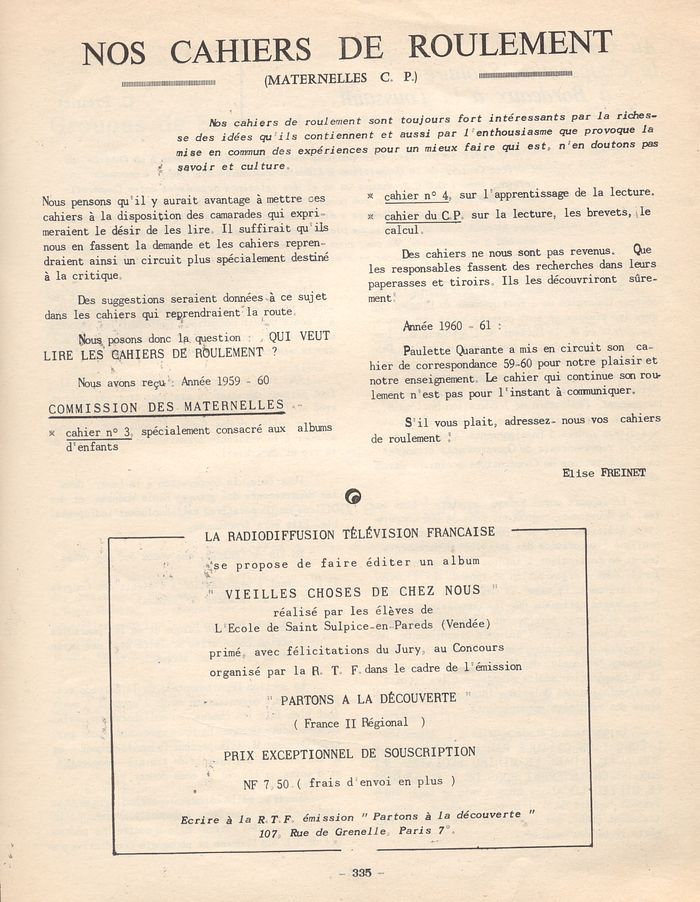 NOS CAHIERS DE ROULEMENT
(MATERNELLES C. P.)
Nos cahiers de roulement sont toujours fort intéressants par la riches-
se des idées qu'ils contiennent et aussi par l'enthousiasme que provoque la
mise en commun des expériences pour un mieux faire qui est, n'en doutons pas
savoir et culture.
Nous pensons qu'il y aurait avantage à mettre ces
cahiers à la disposition des camarades qui expri-
meraient le désir de les lire. Il suffirait qu'ils
nous en fassent la demande et les cahiers repren-
draient ainsi un circuit plus spécialement destiné
à la critique.
Des suggestions seraient données à ce sujet
dans les cahiers qui reprendraient la route.
Nous posons donc la question : QUI VEUT
LIRE LES CAHIERS DE ROULEMENT ?
Nous avons reçu : Année 1959 - 60
COMMISSION DES MATERNELLES -
* cahier n° 3, spécialement consacré aux albums
d'enfants
* cahier n° 4, sur l'apprentissage de la lecture.
* cahier du C.P. sur la lecture, les brevets, le
calcul.
Des cahiers ne nous sont pas revenus. Que
les responsables fassent des recherches dans leurs
paperasses et tiroirs. Ils les découvriront sûre-
ment!
Année 1960 - 61 :
Paulette Quarante a mis en circuit son ca-
hier de correspondance 59-60 pour notre plaisir et
notre enseignement. Le cahier qui continue son rou-
lement n'est pas pour l'instant à communiquer.
S'il vous plait, adressez-nous vos cahiers
de roulement !
Elise FREINET
LA RADIODIFFUSION TÉLÉVISION FRANCAISE
se propose de faire éditer un album
" VIEILLES CHOSES DE CHEZ NOUS "
réalisé par les élèves de
L'Ecole de Saint Sulpice-en-Pareds (Vendée)
primé, avec félicitations du Jury, au Concours
organisé par la R. T. F. dans le cadre de l'émission
" PARTONS A LA DÉCOUVERTE "
( France II Régional )
PRIX EXCEPTIONNEL DE SOUSCRIPTION
NF 7,50 ( frais d'envoi en plus )
Ecrire à la R.T.F. émission " Partons à la découverte "
107, Rue de Grenelle, Paris 7°.
- 335 -